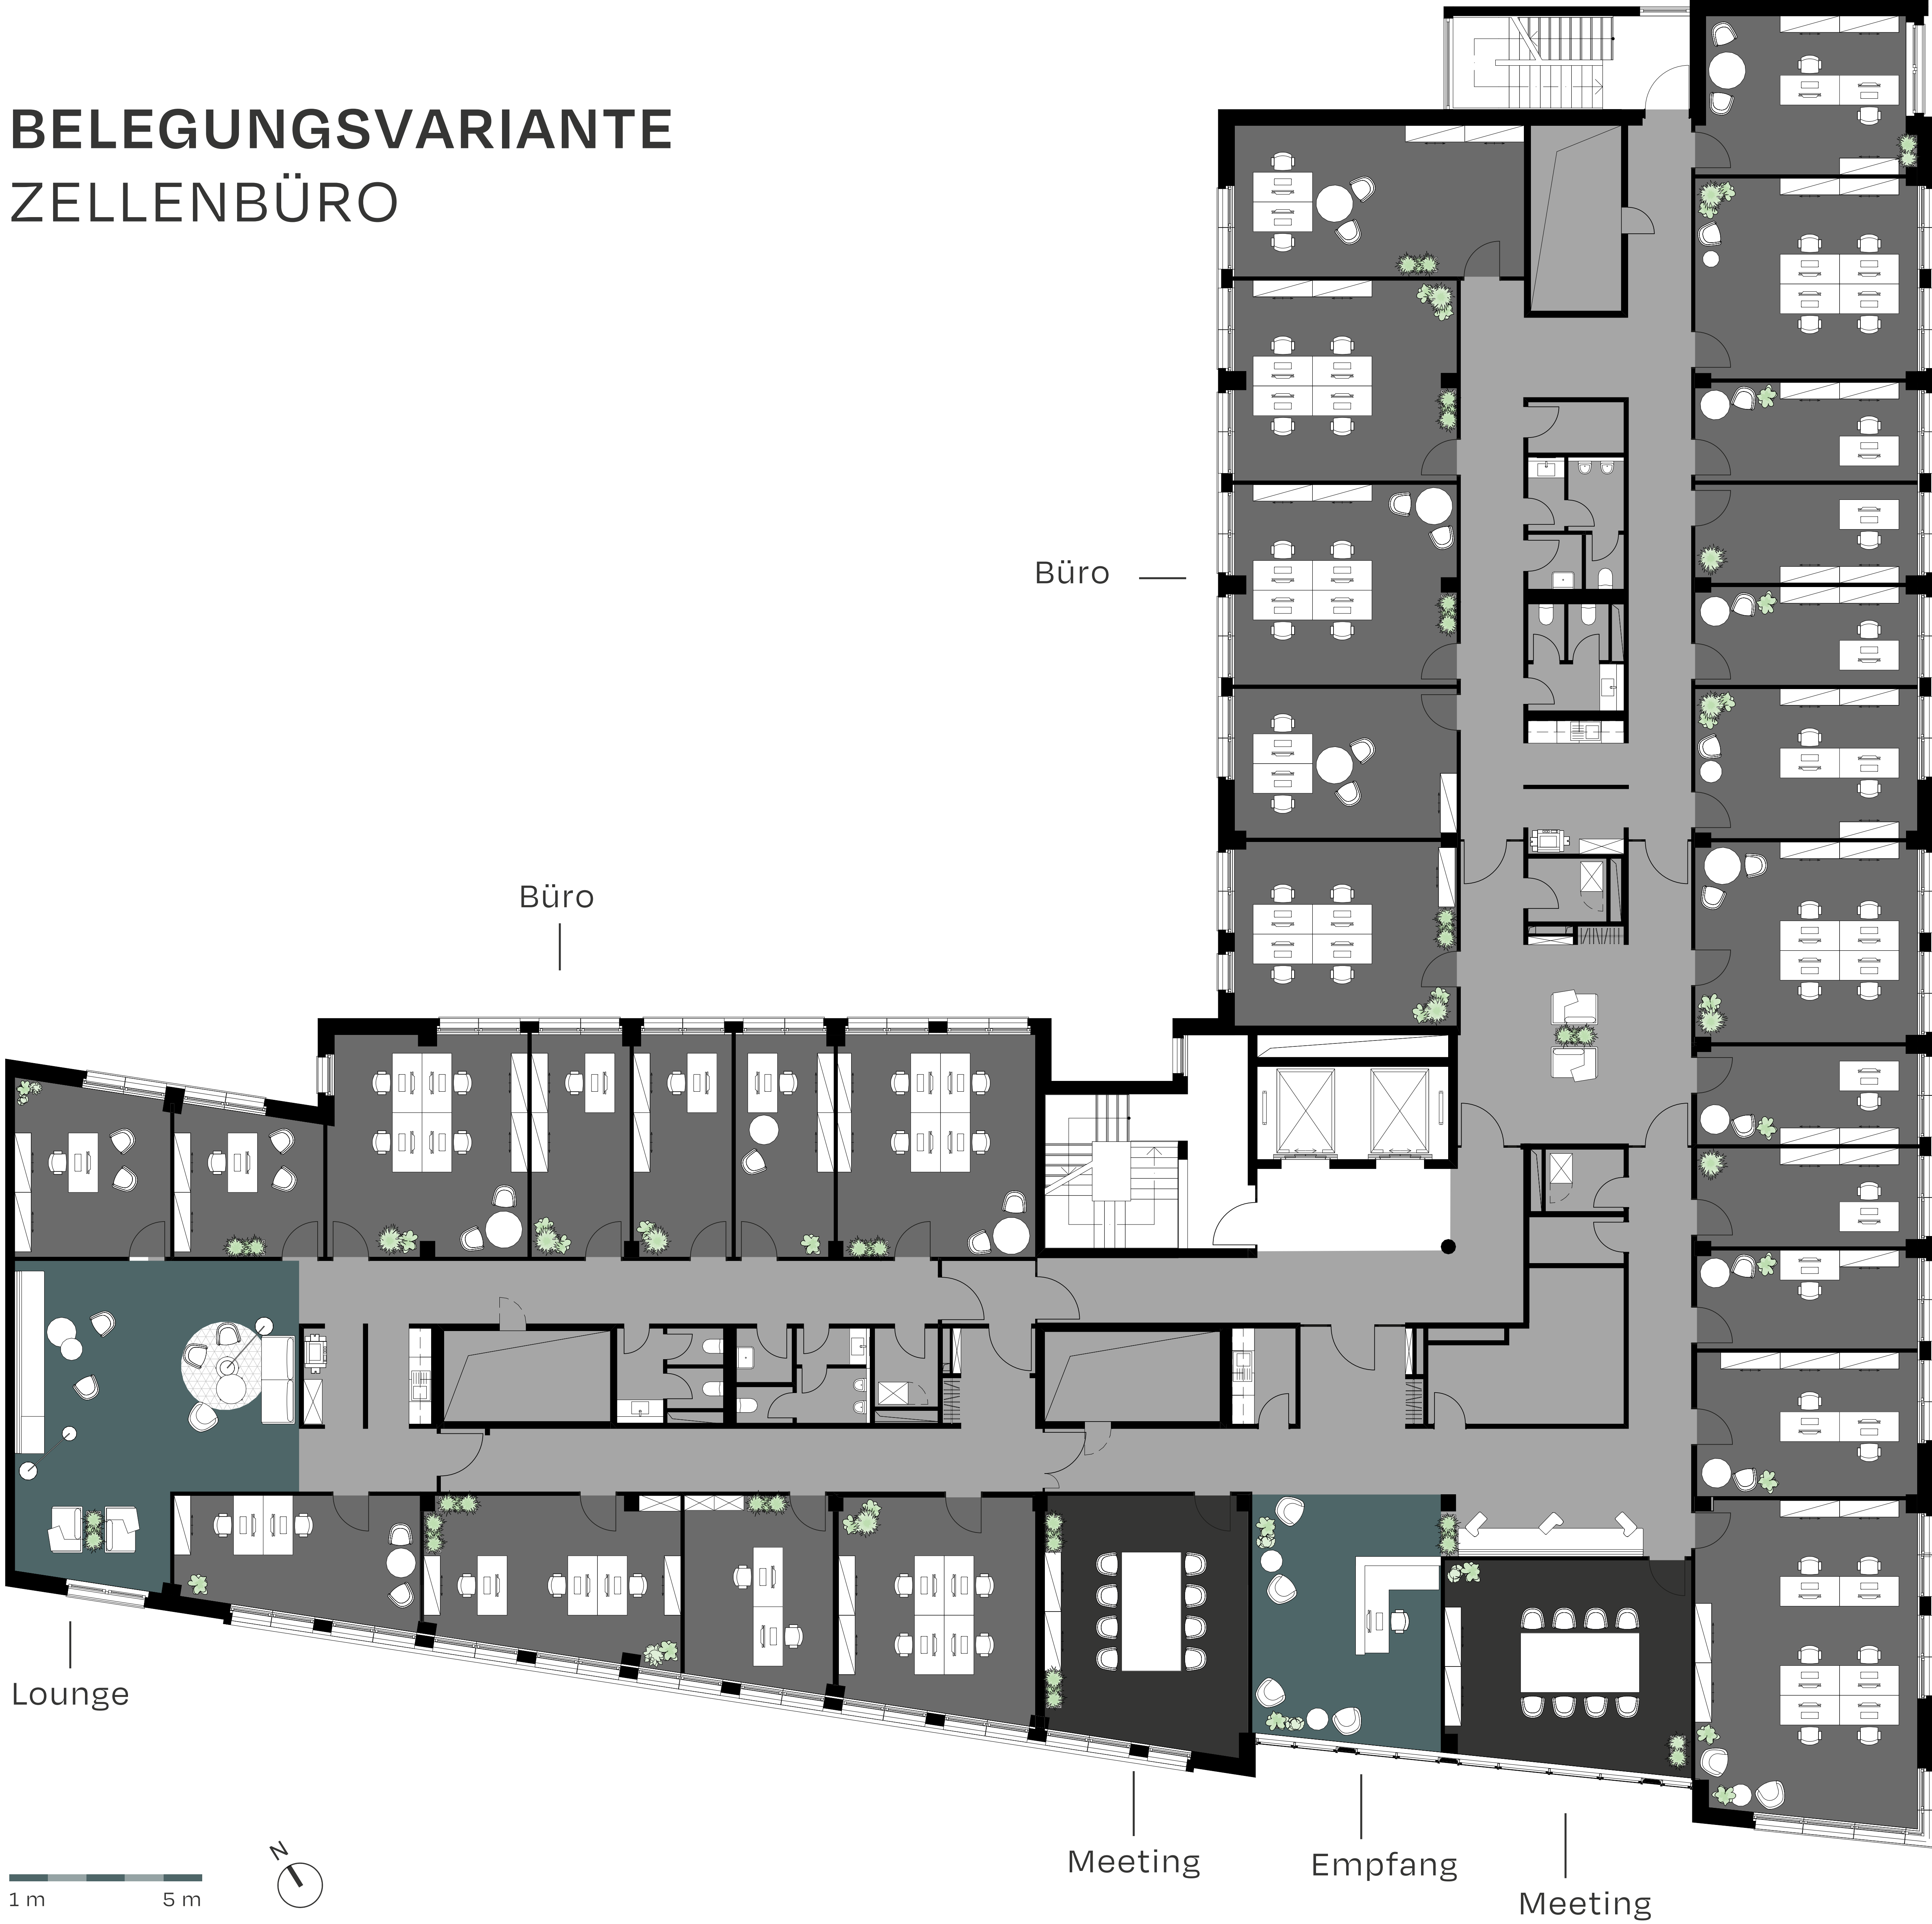 BELEGUNGSVARIANTE
ZELLENBÜRO
Büro
Büro
Lounge
Meeting
Empfang
Meeting
N
1 m 5 m